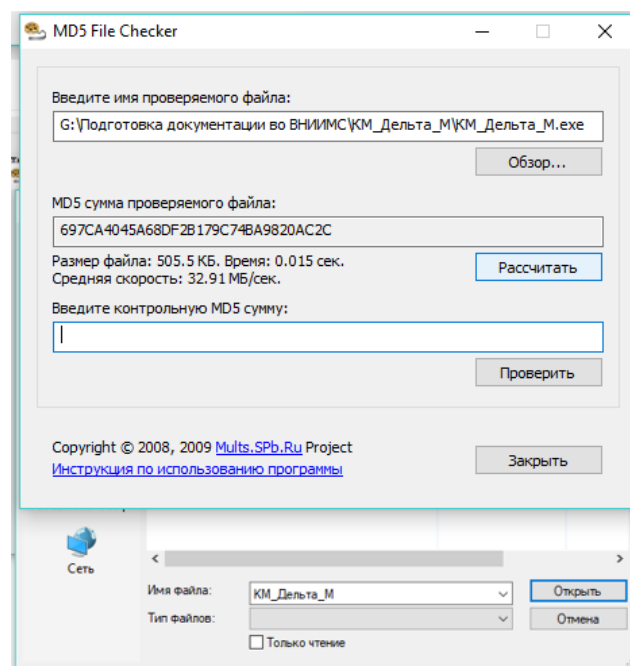 MD5 File Checker
Введите имя проверяемого файла:
G:\Подготовка документации во ВНИИМС\КМ_Дельта_М\КМ_Дельта_М.exe
Обзор...
MD5 сумма проверяемого файла:
697CA4045A68DF2B179C74BA9820AC2C
Размер файла: 505.5 КБ. Время: 0.015 сек.
Средняя скорость: 32.91 МБ/сек.
Рассчитать
Введите контрольную MD5 сумму:
Проверить
Copyright © 2008, 2009 Mults.SPb.Ru Project
Инструкция по использованию программы
Закрыть
Сеть
Имя файла:
КМ_Дельта_М
Открыть
Тип файлов:
Отмена
Только чтение